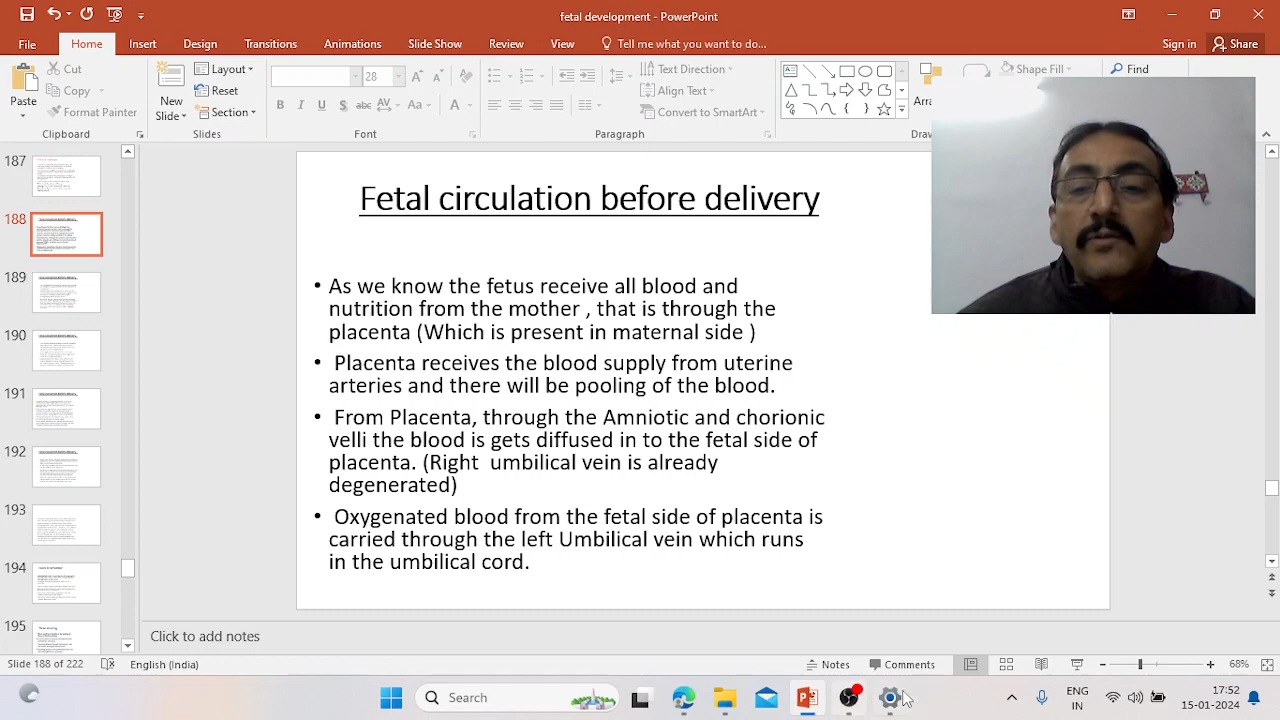 fetal - PowerPoint
File Home Insert Design Transitions Animations Slide Show Review View Tell me what you want to do... Sign in Share
Cut
Copy
Format Painter
Paste
Clipboard
New
Slide
Layout
Reset
Section
Slides
28
B I U S abc AV Aa A
Font
Text Direction
Align Text
Convert to SmartArt
Paragraph
Shape Fill
Find
187
188
189
190
191
192
193
194
195
Fetal circulation before delivery
• As we know the fetus receive all blood and
nutrition from the mother , that is through the
placenta (Which is present in maternal side )
• Placenta receives the blood supply from uterine
arteries and there will be pooling of the blood.
• From Placenta, through the Amniotic and chorionic
velli the blood is gets diffused in to the fetal side of
placenta. (Right umbilical vein is already
degenerated)
• Oxygenated blood from the fetal side of placenta is
carried through the left Umbilical vein which runs
in the umbilical cord.
Click to add notes
Slide 188 of 222 English (India) Notes Comments 68%
Search
ENG
IN
17:52
15-01-2024